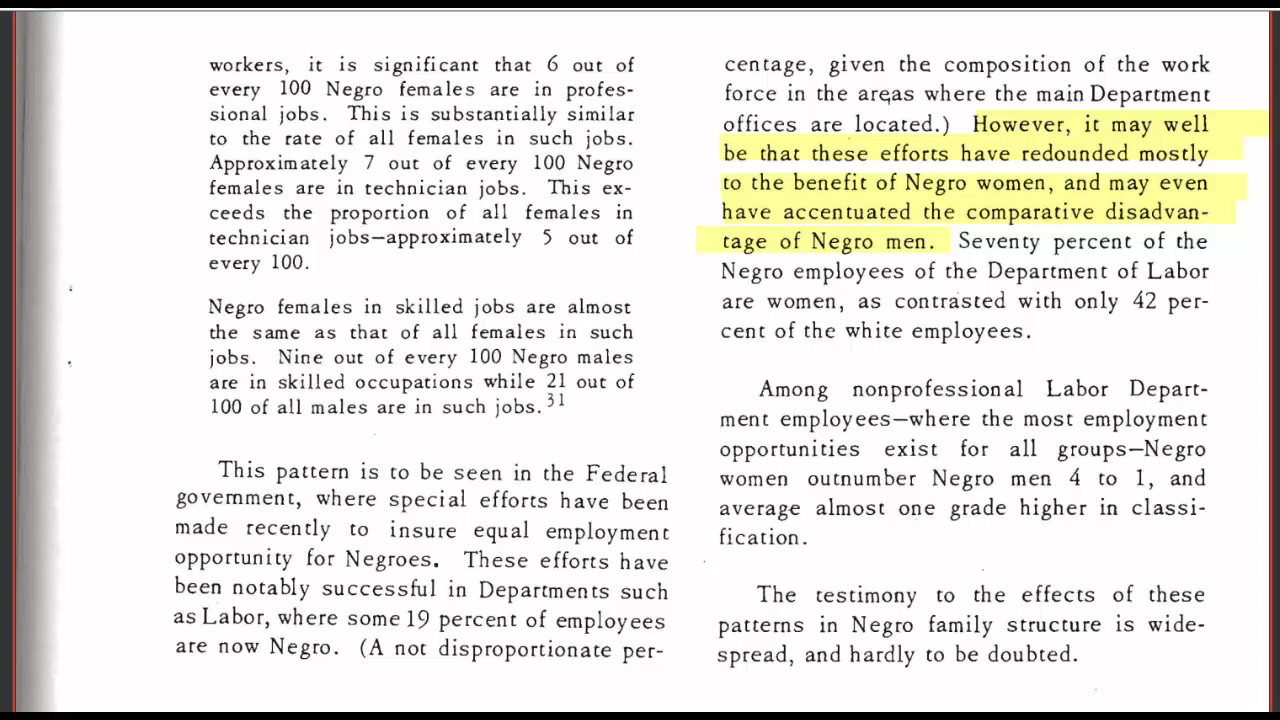 workers, it is significant that 6 out of
every 100 Negro females are in profes-
sional jobs. This is substantially similar
to the rate of all females in such jobs.
Approximately 7 out of every 100 Negro
females are in technician jobs. This ex-
ceeds the proportion of all females in
technician jobs—approximately 5 out of
every 100.
Negro females in skilled jobs are almost
the same as that of all females in such
jobs. Nine out of every 100 Negro males
are in skilled occupations while 21 out of
100 of all males are in such jobs.31
This pattern is to be seen in the Federal
government, where special efforts have been
made recently to insure equal employment
opportunity for Negroes. These efforts have
been notably successful in Departments such
as Labor, where some 19 percent of employees
are now Negro. (A not disproportionate per-
centage, given the composition of the work
force in the areas where the main Department
offices are located.) However, it may well
be that these efforts have redounded mostly
to the benefit of Negro women, and may even
have accentuated the comparative disadvan-
tage of Negro men. Seventy percent of the
Negro employees of the Department of Labor
are women, as contrasted with only 42 per-
cent of the white employees.
Among nonprofessional Labor Depart-
ment employees—where the most employment
opportunities exist for all groups—Negro
women outnumber Negro men 4 to 1, and
average almost one grade higher in classi-
fication.
The testimony to the effects of these
patterns in Negro family structure is wide-
spread, and hardly to be doubted.